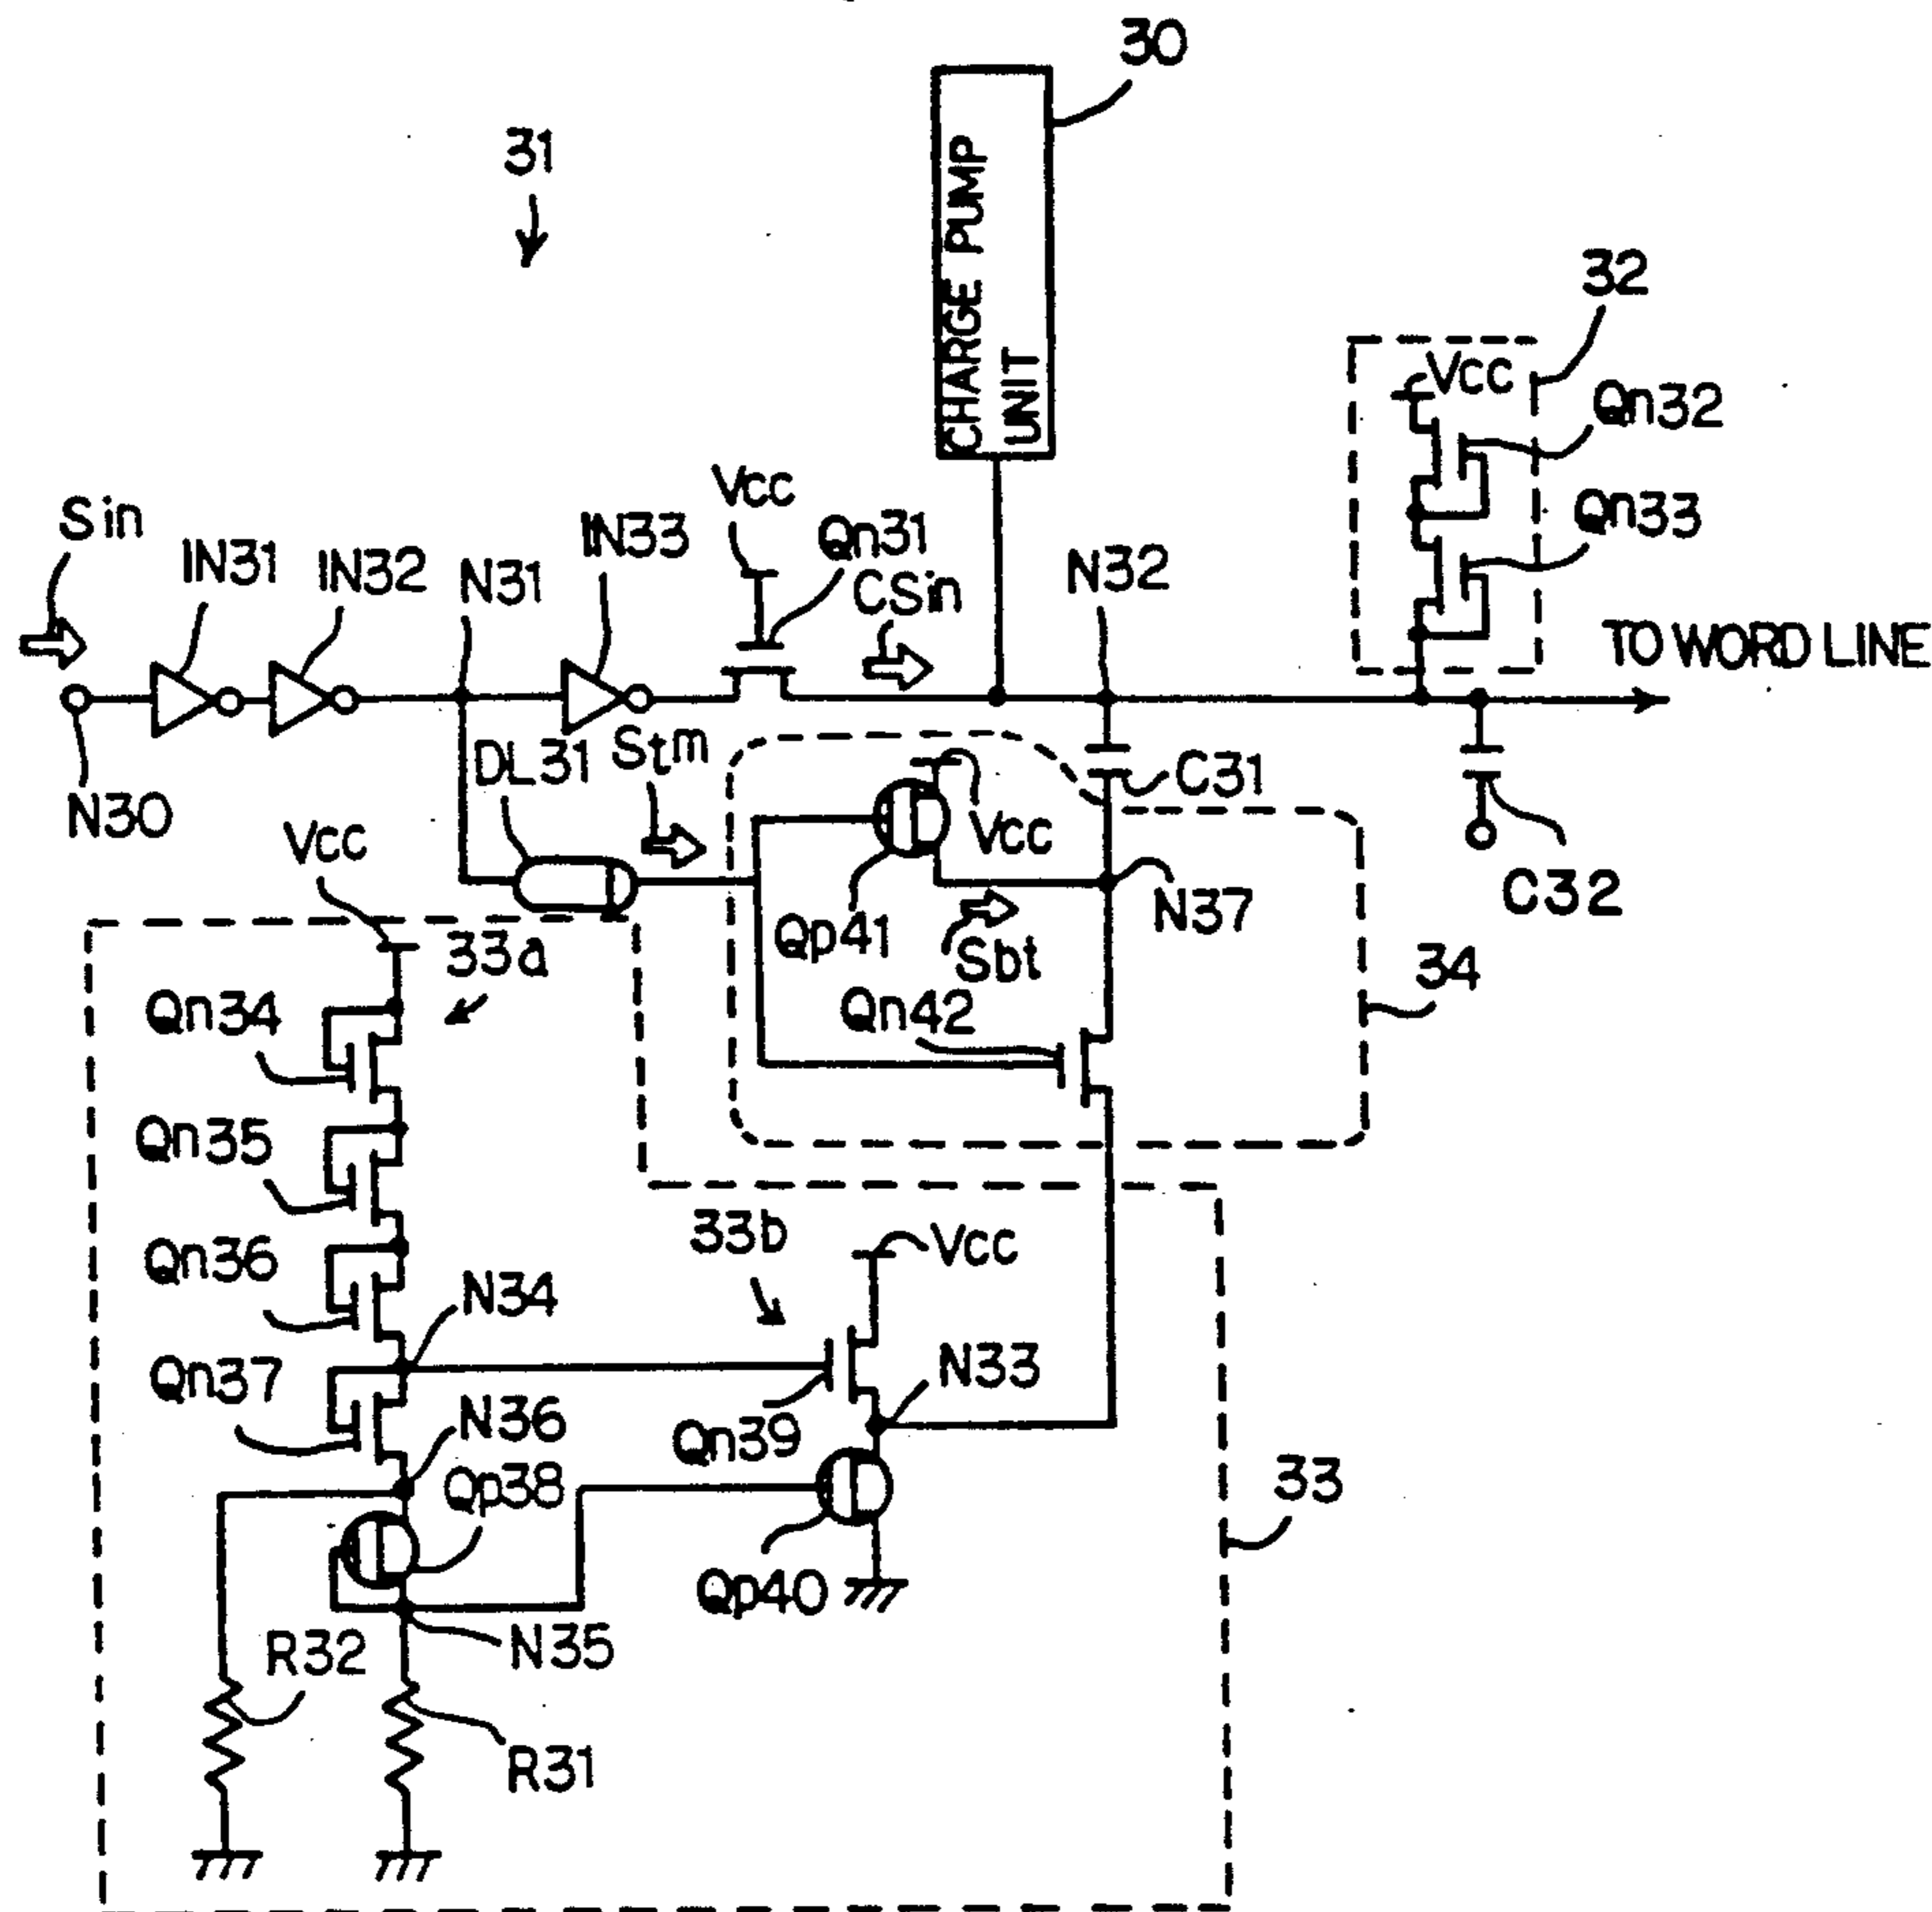 30
31
CHARGE PUMP
UNIT
32
Vcc
Qn32
Qn33
Vcc
Qn31
Sin
IN31
IN32
N31
IN33
CSin
N32
TO WORD LINE
N30
DL31
Stm
C31
Vcc
C32
Vcc
Qp41
Sbt
N37
34
33a
Qn34
Qn42
Qn35
Qn36
33b
Vcc
N34
Qn37
N33
N36
Qn39
Qp38
33
Qp40
R32
N35
R31